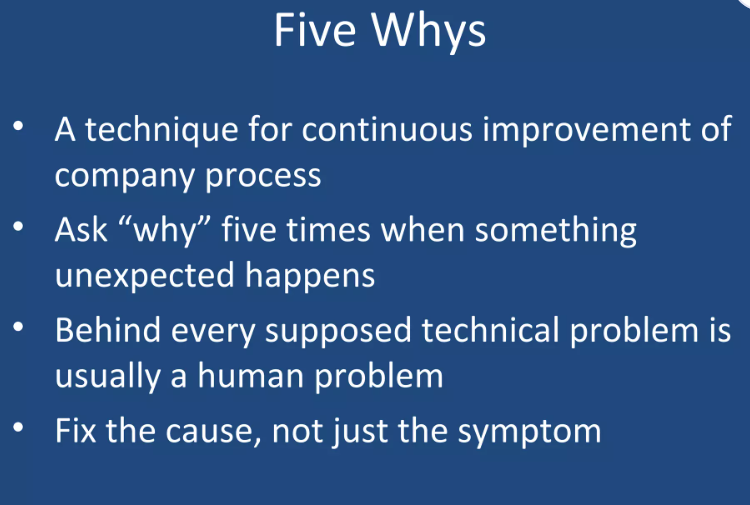 Five Whys
• A technique for continuous improvement of
company process
• Ask “why” five times when something
unexpected happens
• Behind every supposed technical problem is
usually a human problem
• Fix the cause, not just the symptom